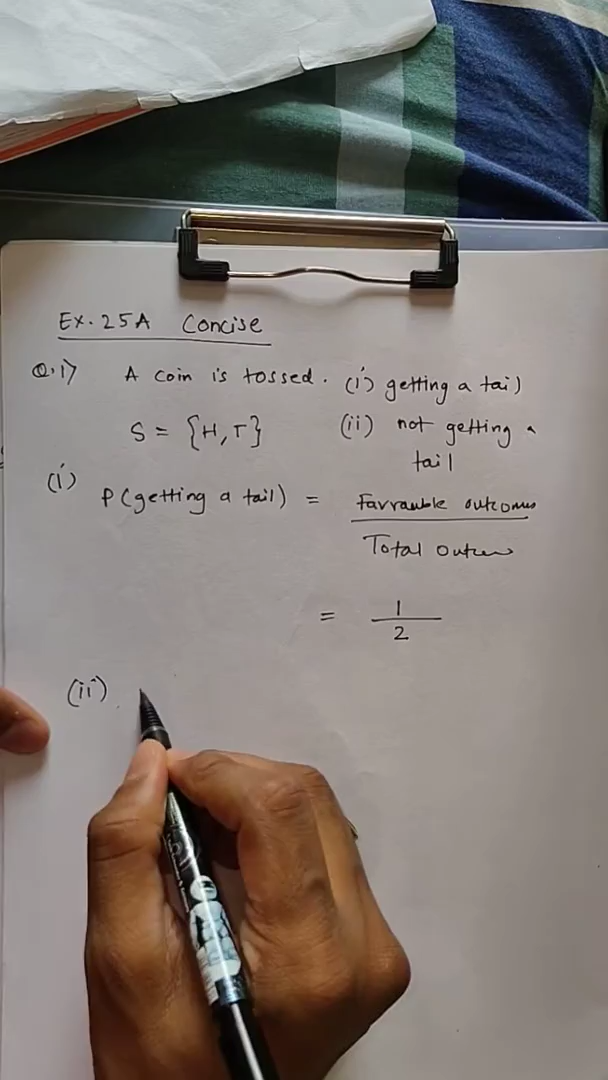 Ex. 25A Concise
Q.1) A coin is tossed. (i) getting a tail
S = {H, T} (ii) not getting a
tail
(i)
P(getting a tail) = Favrauble outcomes
Total
= 1
2
(ii)